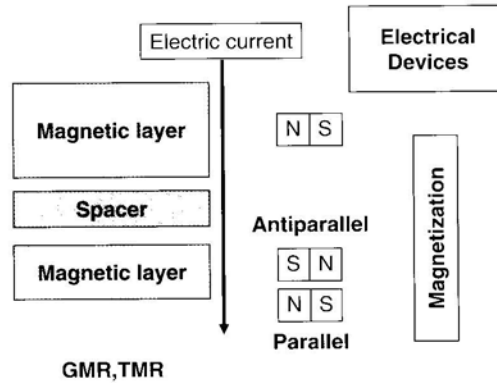 Electric current
Electrical
Devices
Magnetic layer
N S
Spacer
Antiparallel
Magnetic layer
S N
N S
Parallel
Magnetization
GMR,TMR